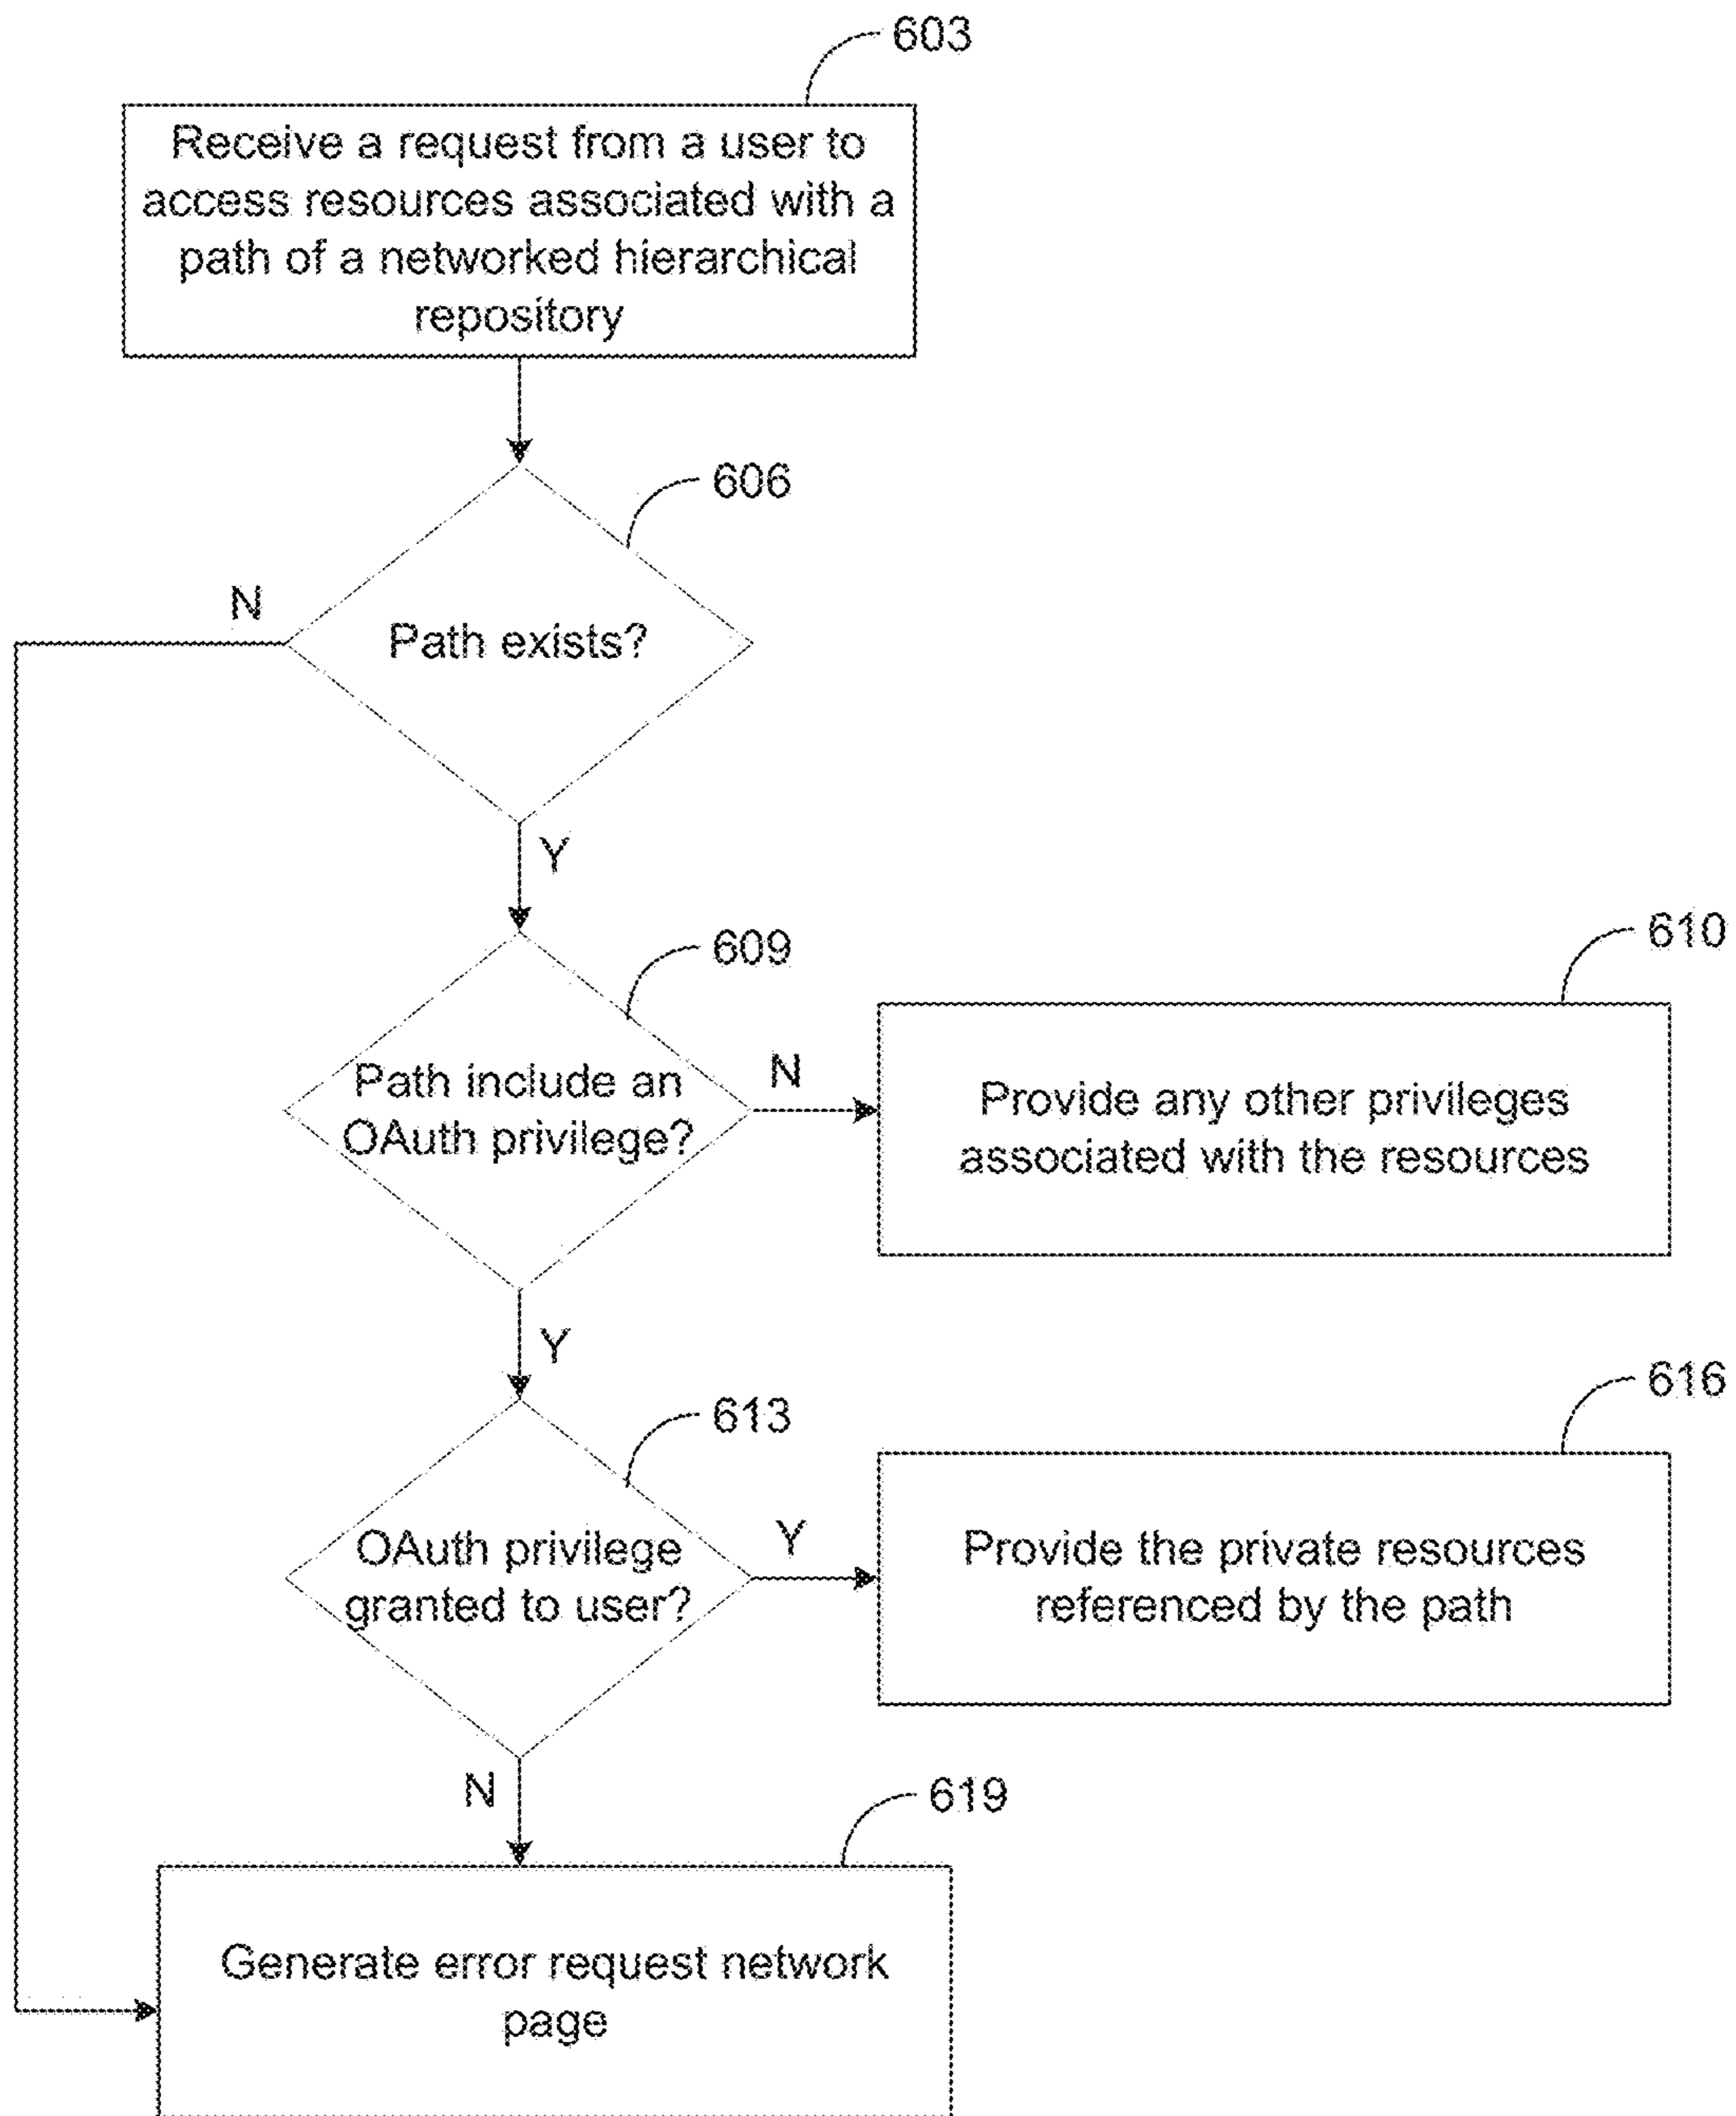 603
Receive a request from a user to
access resources associated with a
path of a networked hierarchical
repository
606
N
Path exists?
Y
609
610
Path include an
OAuth privilege?
N
Provide any other privileges
associated with the resources
Y
613
616
OAuth privilege
granted to user?
Y
Provide the private resources
referenced by the path
N
619
Generate error request network
page